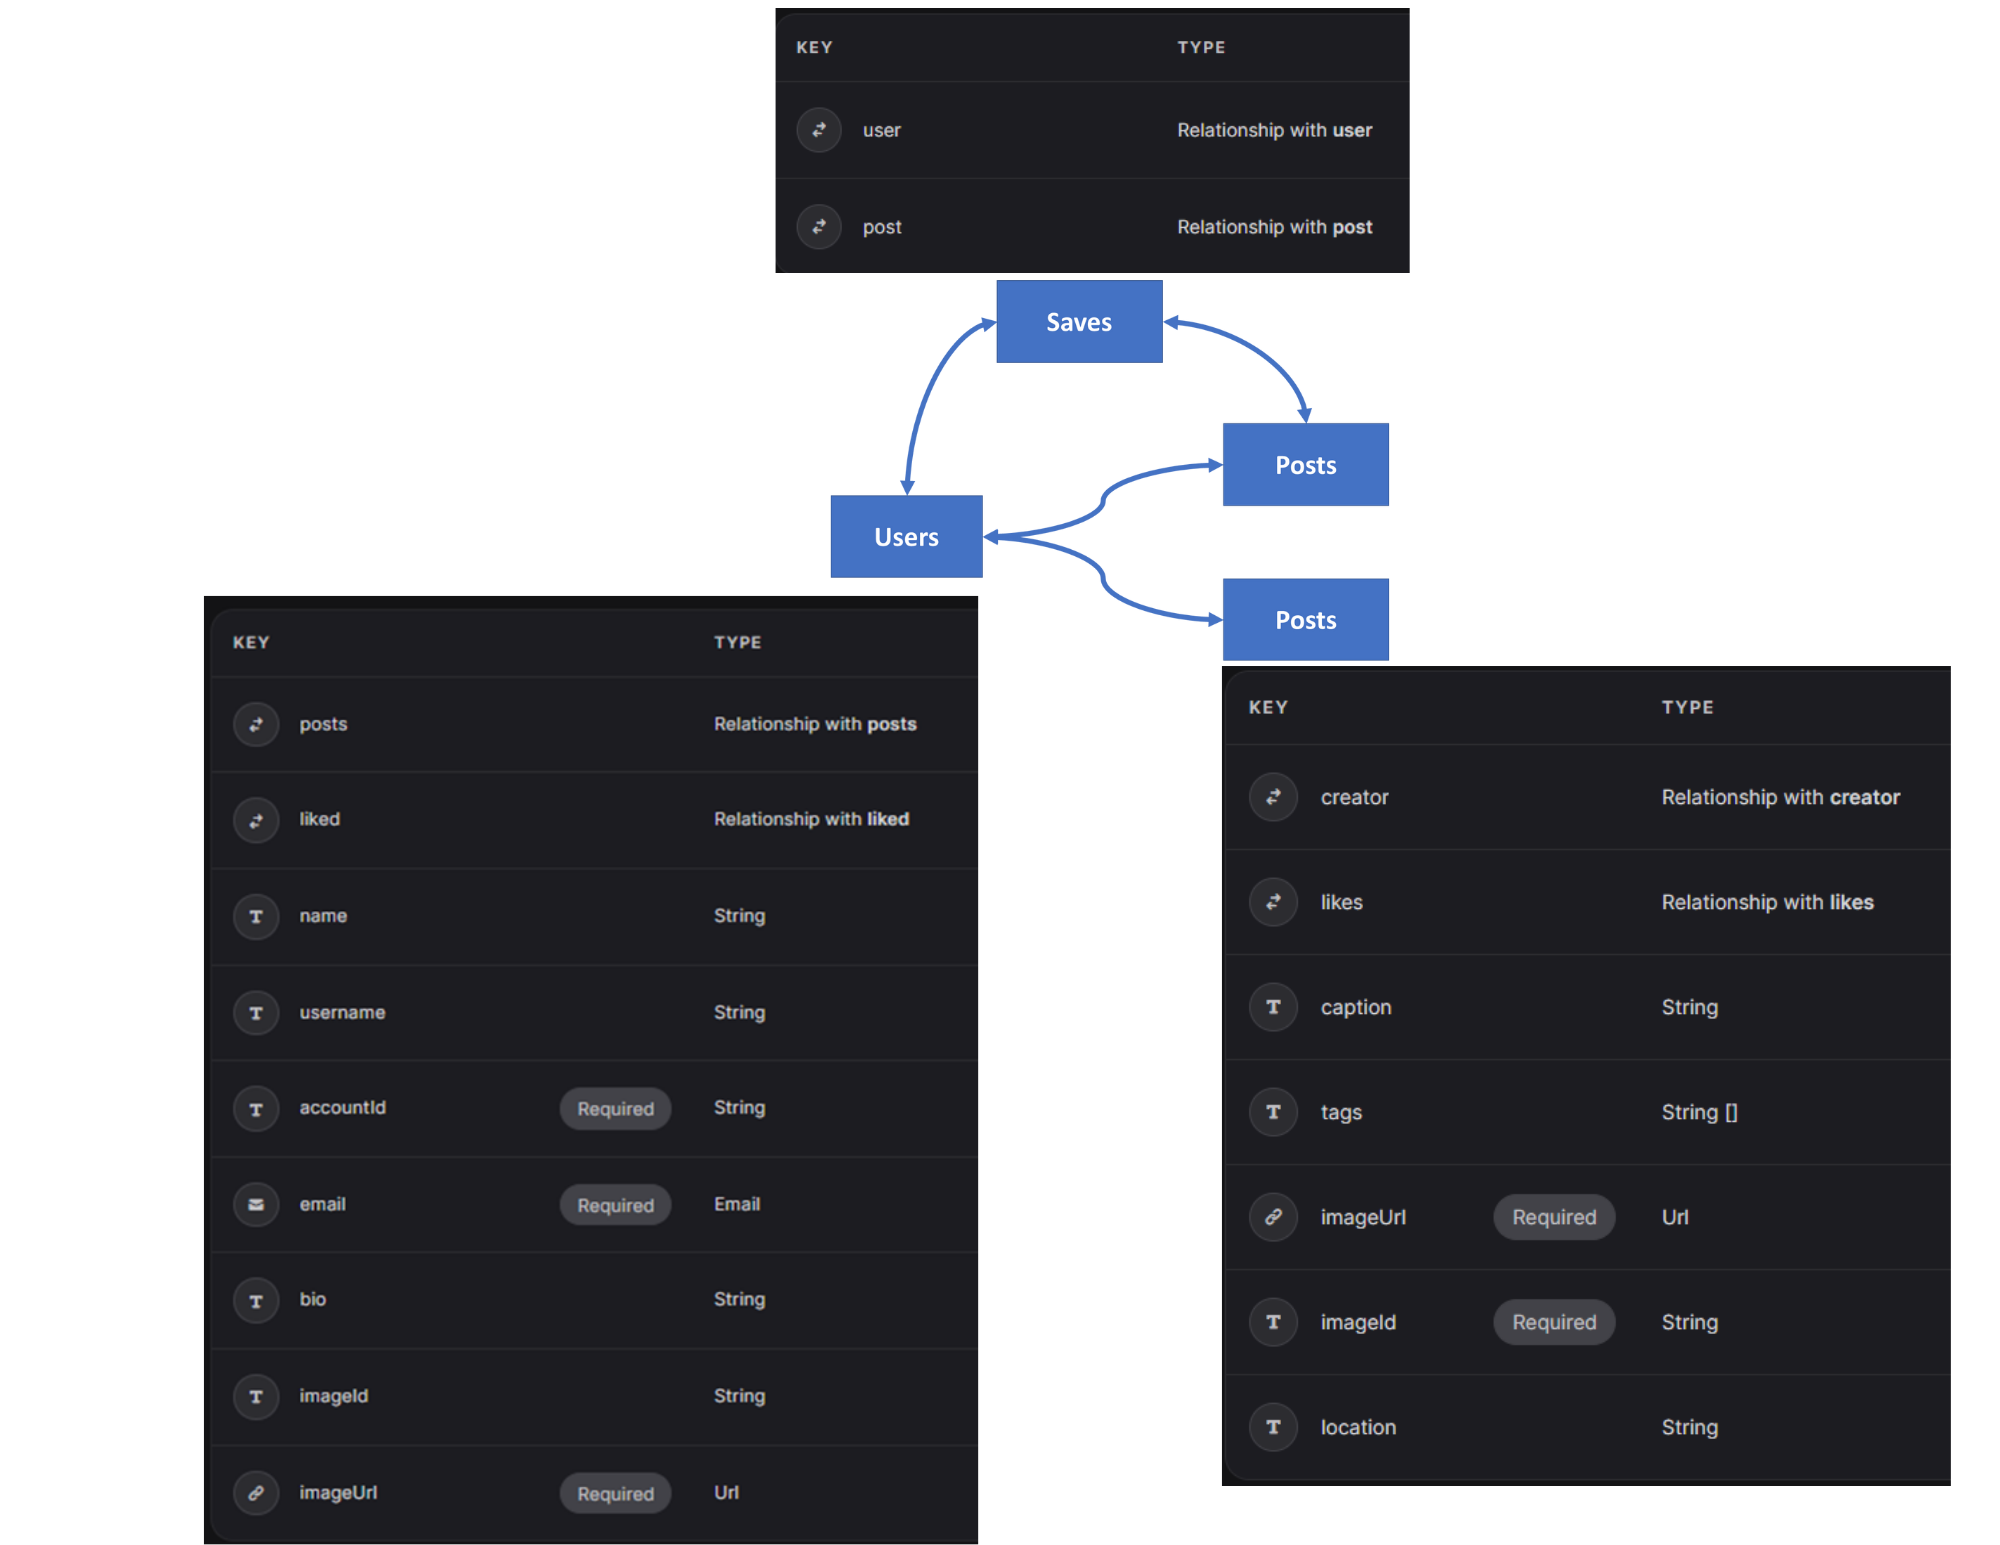 KEY TYPE
user Relationship with user
post Relationship with post
Saves
Posts
Users
Posts
KEY TYPE
posts Relationship with posts
liked Relationship with liked
name String
username String
accountId Required String
email Required Email
bio String
imageId String
imageUrl Required Url
KEY TYPE
creator Relationship with creator
likes Relationship with likes
caption String
tags String []
imageUrl Required Url
imageId Required String
location String